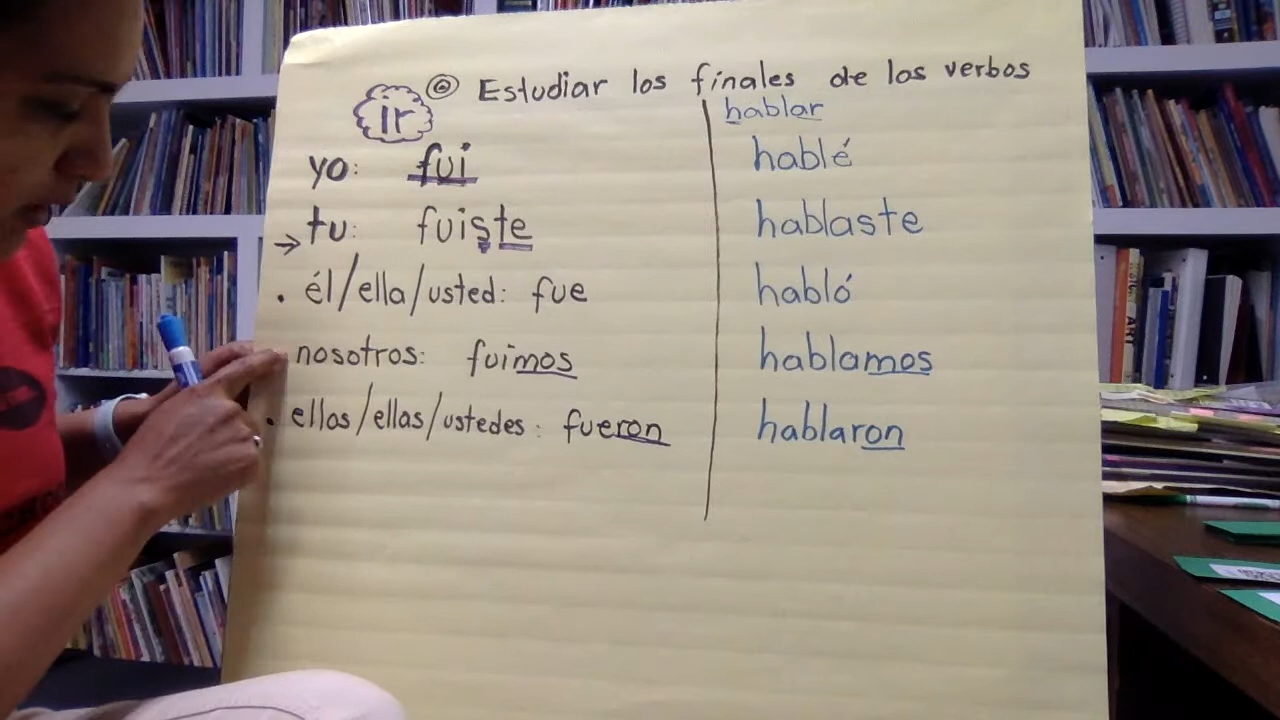 ◎ Estudiar los finales de los verbos
ir
hablar
yo: fui
hablé
→ tu: fuiste
hablaste
. él/ella/usted: fue
habló
nosotros: fuimos
hablamos
. ellos/ellas/ustedes: fueron
hablaron
ART